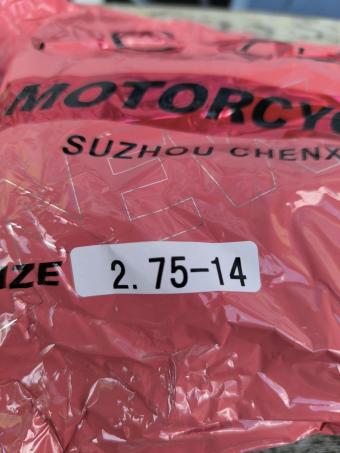 MOTORCYC
SUZHOU CHENX
IZE 2.75-14